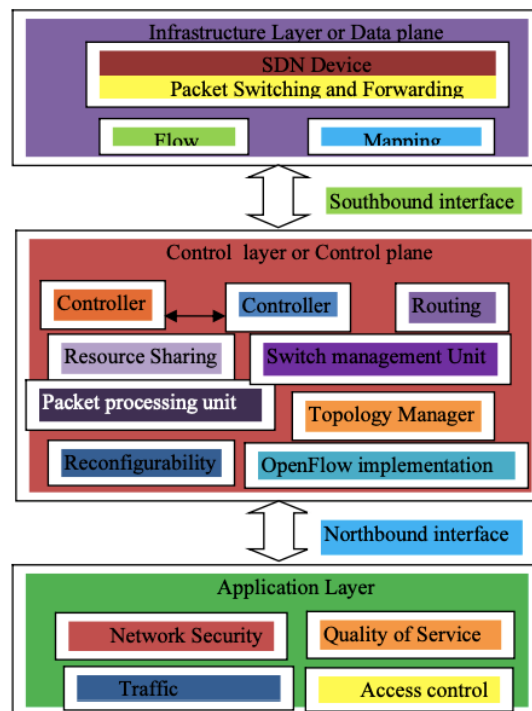 Infrastructure Layer or Data plane
SDN Device
Packet Switching and Forwarding
Flow
Mapping
Southbound interface
Control layer or Control plane
Controller
Controller
Routing
Resource Sharing
Switch management Unit
Packet processing unit
Topology Manager
Reconfigurability
OpenFlow implementation
Northbound interface
Application Layer
Network Security
Quality of Service
Traffic
Access control